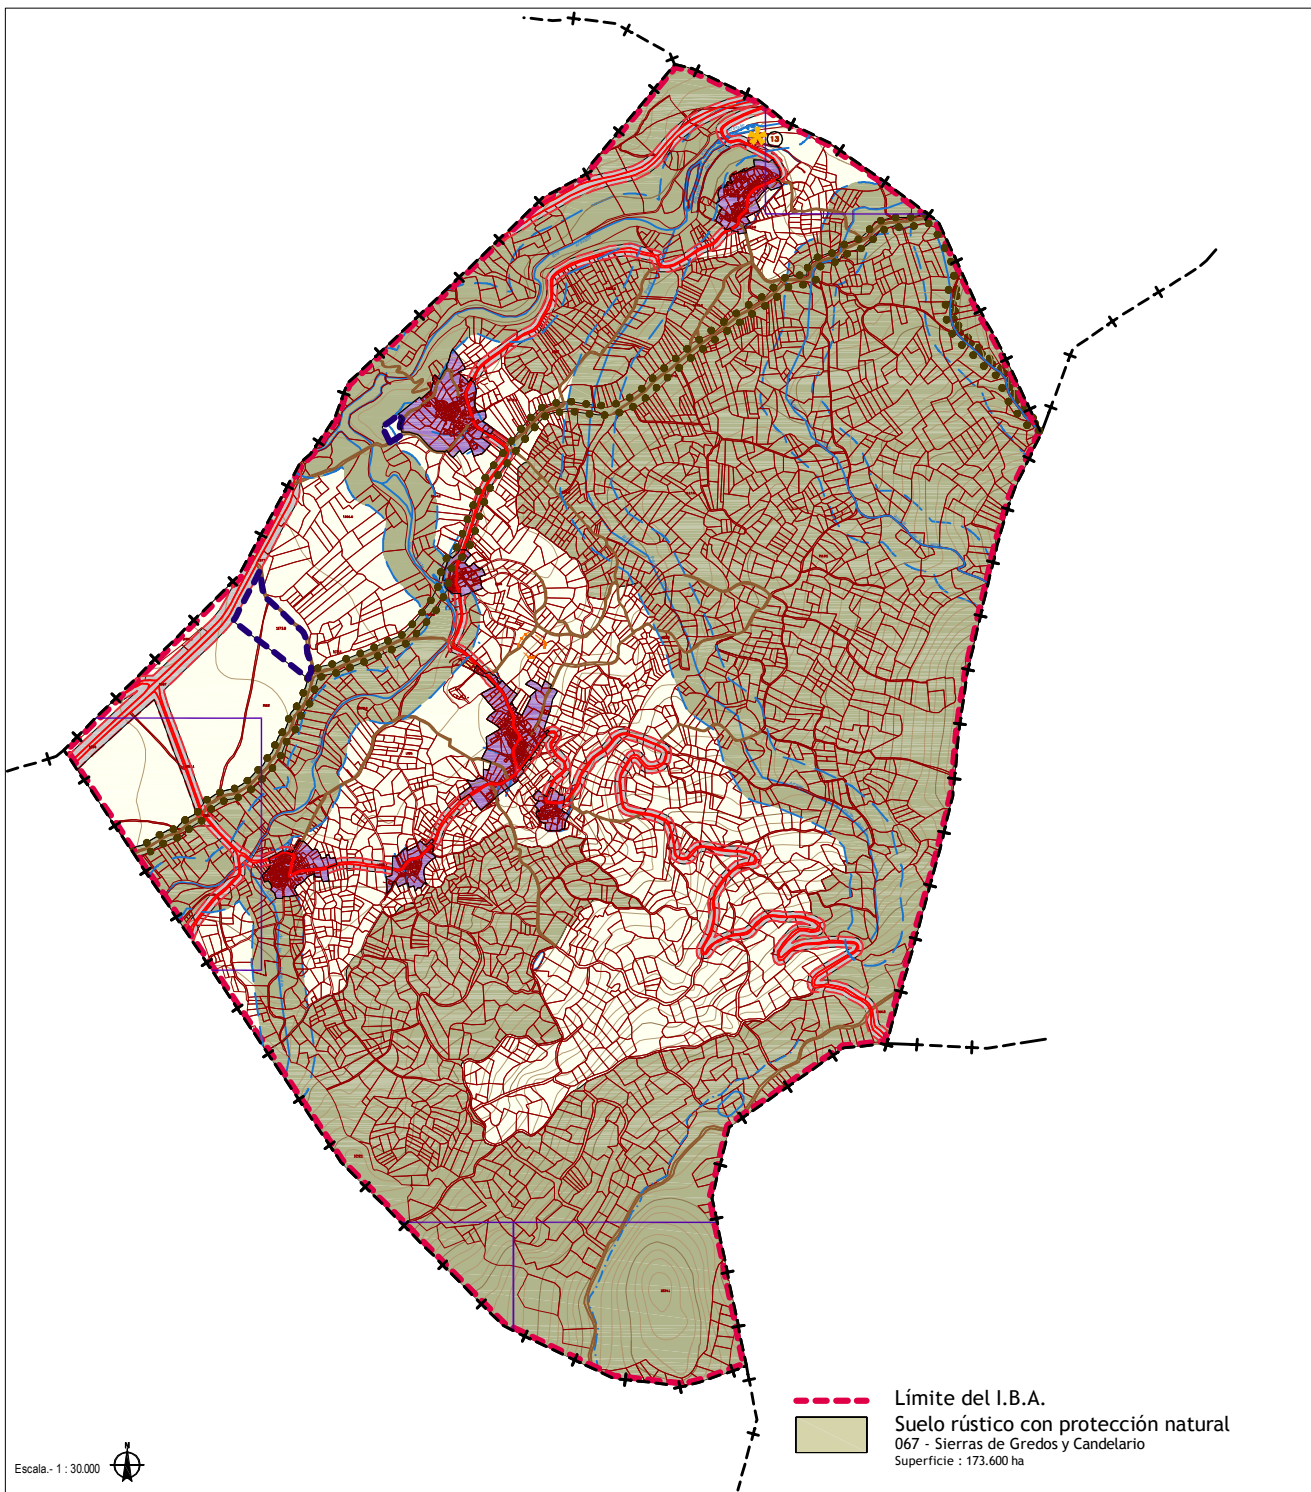 13
Límite del I.B.A.
Suelo rústico con protección natural
067 - Sierras de Gredos y Candelario
Superficie : 173.600 ha
N
Escala.- 1 : 30.000